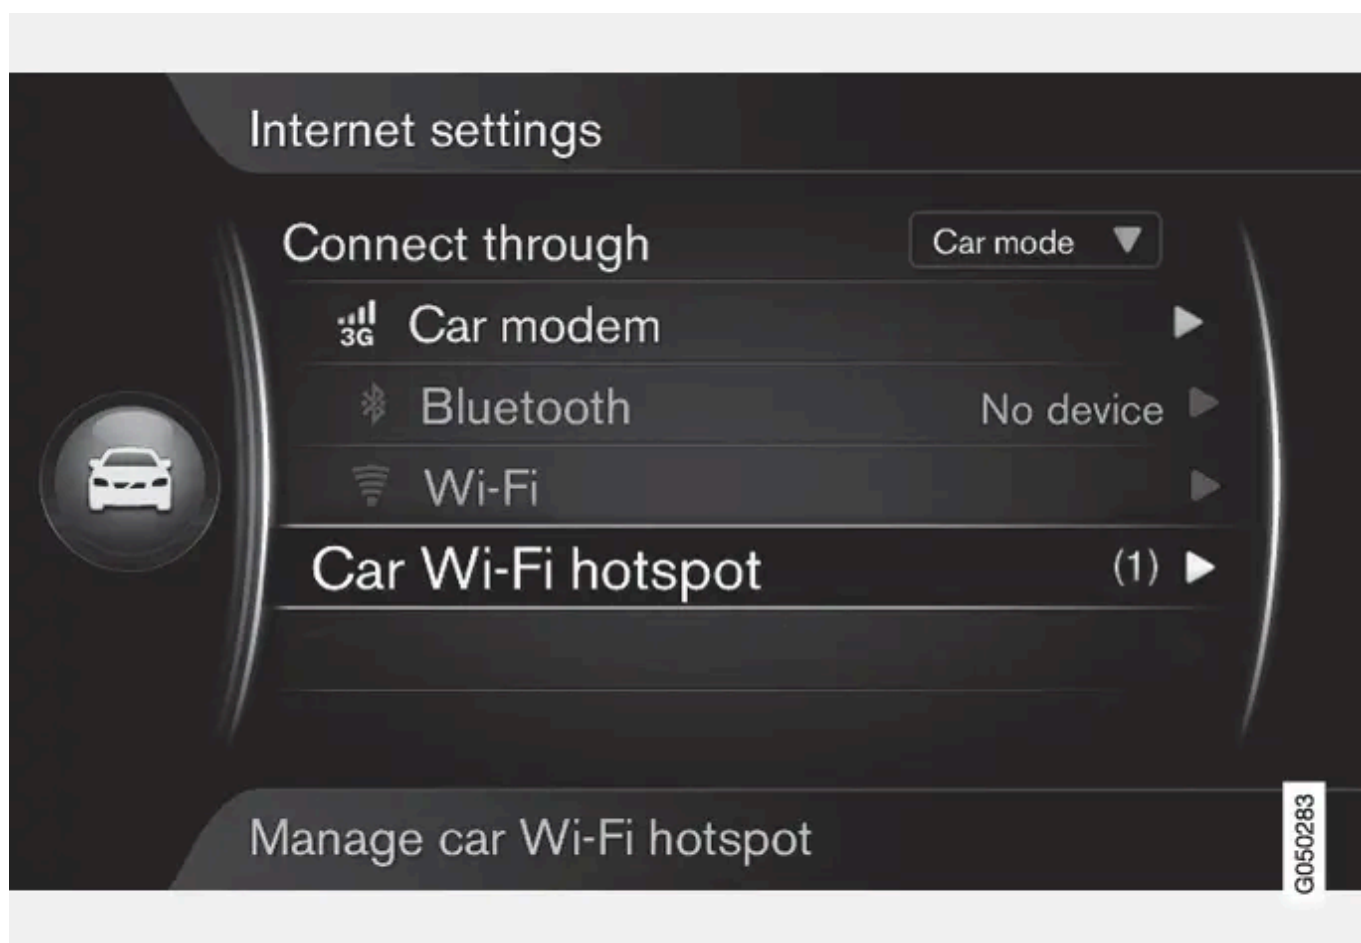 Internet settings
Connect through Car mode
3G Car modem
Bluetooth No device
Wi-Fi
Car Wi-Fi hotspot (1)
Manage car Wi-Fi hotspot
G050283